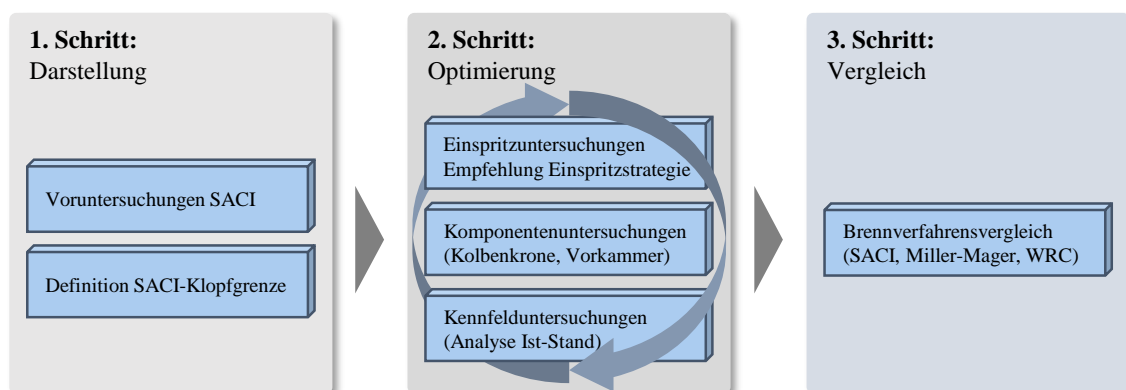 1. Schritt:
Darstellung
Voruntersuchungen SACI
Definition SACI-Klopfgrenze
2. Schritt:
Optimierung
Einspritzuntersuchungen
Empfehlung Einspritzstrategie
Komponentenuntersuchungen
(Kolbenkrone, Vorkammer)
Kennfelduntersuchungen
(Analyse Ist-Stand)
3. Schritt:
Vergleich
Brennverfahrensvergleich
(SACI, Miller-Mager, WRC)